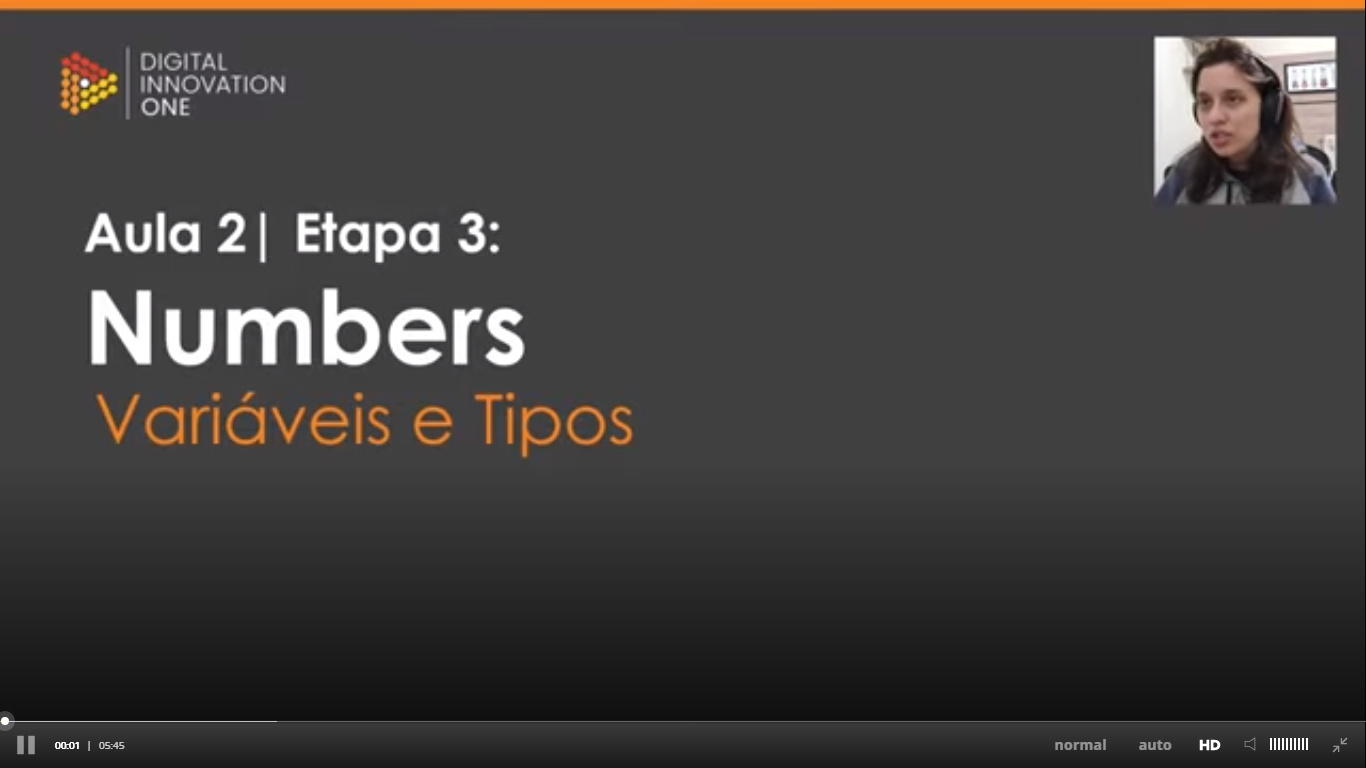 DIGITAL
INNOVATION
ONE
Aula 2| Etapa 3:
Numbers
Variáveis e Tipos
00:01 | 05:45
normal auto HD